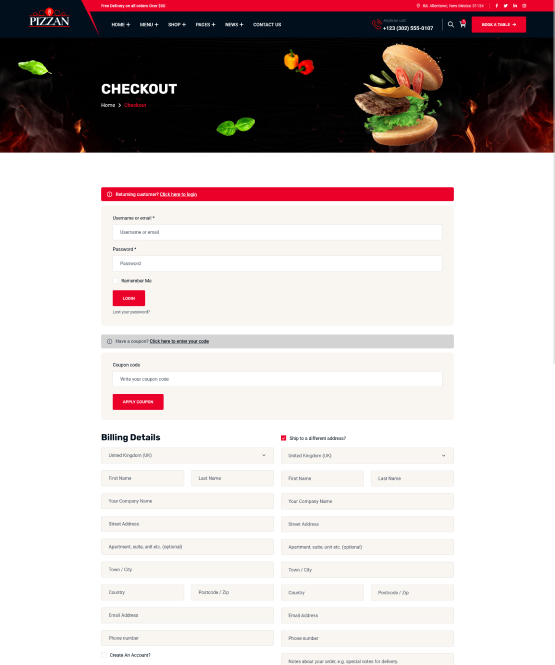 Free Delivery on all orders Over $50
Rd. Allentown, New Mexico 31134
PIZZAN
HOME +
MENU +
SHOP +
PAGES +
NEWS +
CONTACT US
+123 (302) 555-0107
BOOK A TABLE →
CHECKOUT
Home > Checkout
Returning customer? Click here to login
Username or email *
Username or email
Password *
Password
Remember Me
LOGIN
Lost your password?
Have a coupon? Click here to enter your code
Coupon code
Write your coupon code
APPLY COUPON
Billing Details
United Kingdom (UK)
First Name
Last Name
Your Company Name
Street Address
Apartment, suite, unit etc. (optional)
Town / City
Country
Postcode / Zip
Email Address
Phone number
Create An Account?
Ship to a different address?
United Kingdom (UK)
First Name
Last Name
Your Company Name
Street Address
Apartment, suite, unit etc. (optional)
Town / City
Country
Postcode / Zip
Email Address
Phone number
Notes about your order, e.g. special notes for delivery.